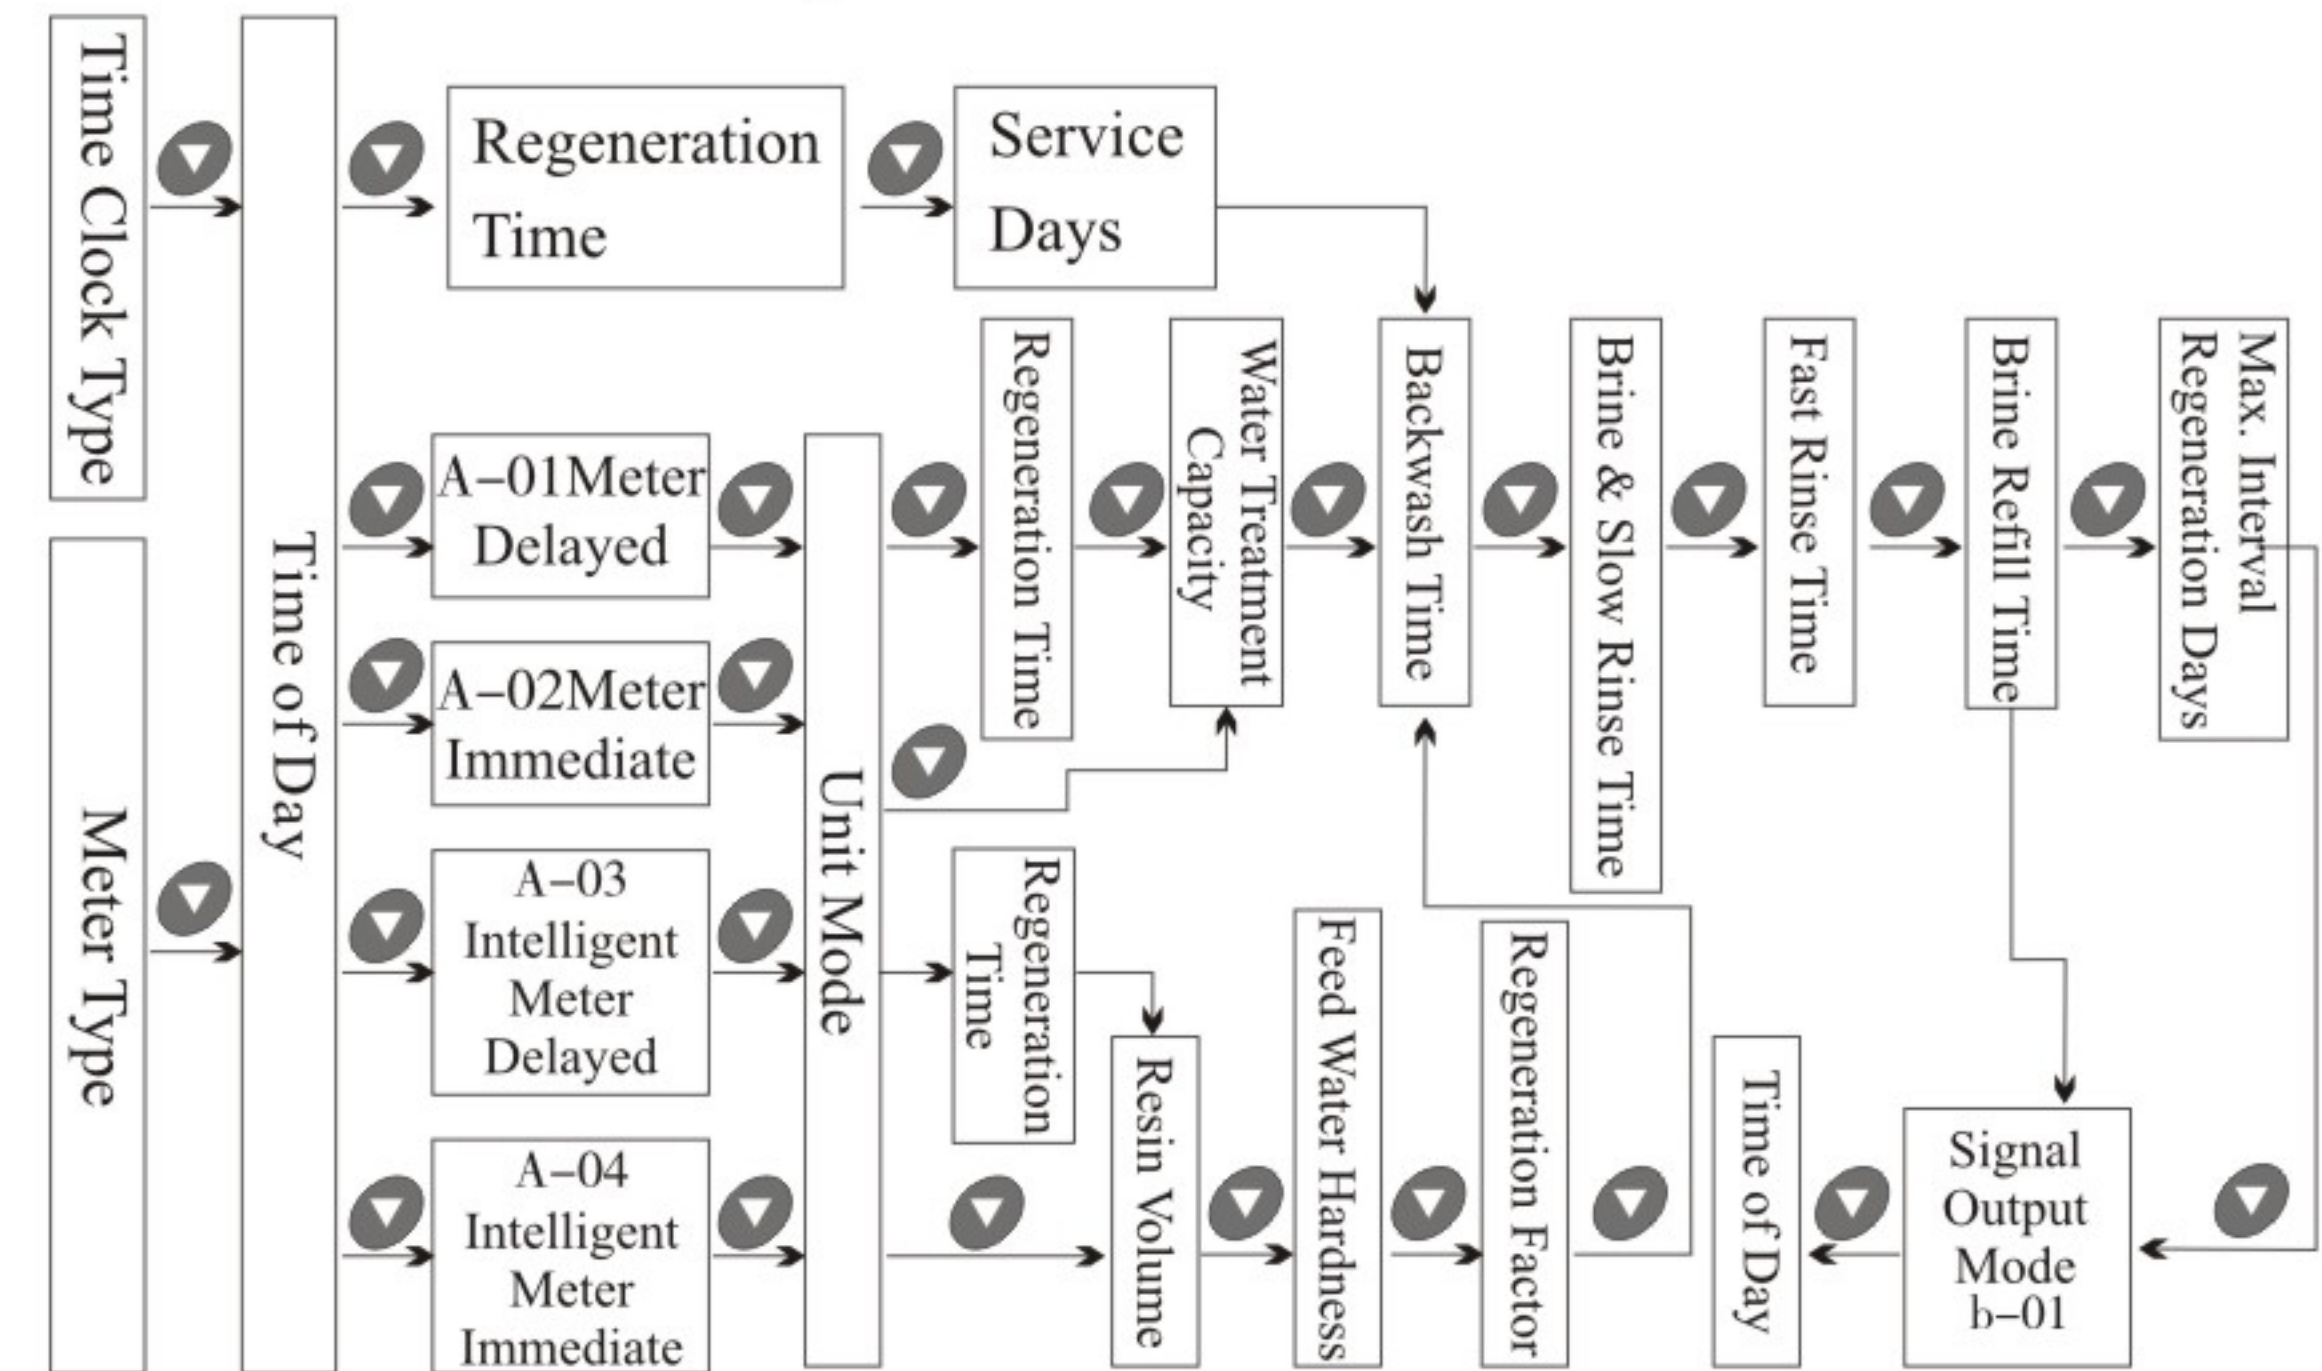 Time Clock Type
Meter Type
Time of Day
Regeneration
Time
Service
Days
A–01Meter
Delayed
A–02Meter
Immediate
A–03
Intelligent
Meter
Delayed
A–04
Intelligent
Meter
Immediate
Unit Mode
Regeneration Time
Water Treatment
Capacity
Backwash Time
Brine & Slow Rinse Time
Fast Rinse Time
Brine Refill Time
Max. Interval
Regeneration Days
Regeneration
Time
Resin Volume
Feed Water Hardness
Regeneration Factor
Time of Day
Signal
Output
Mode
b–01